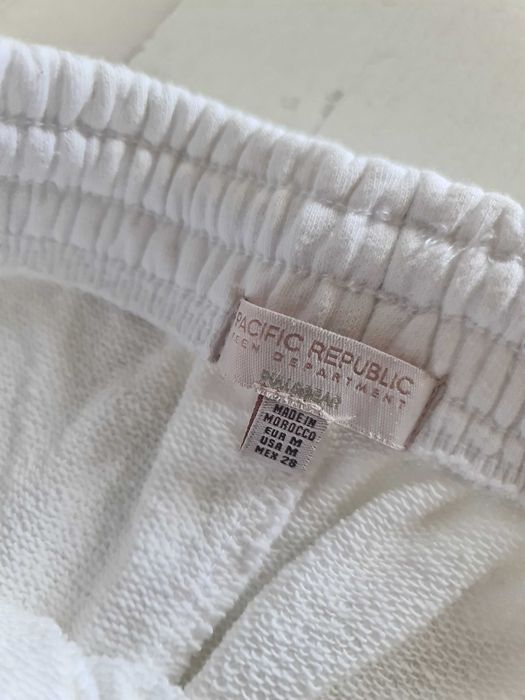 PACIFIC REPUBLIC
TEEN DEPARTMENT
PULL&BEAR
MADE IN
MOROCCO
EUR M
USA M
MEX 28